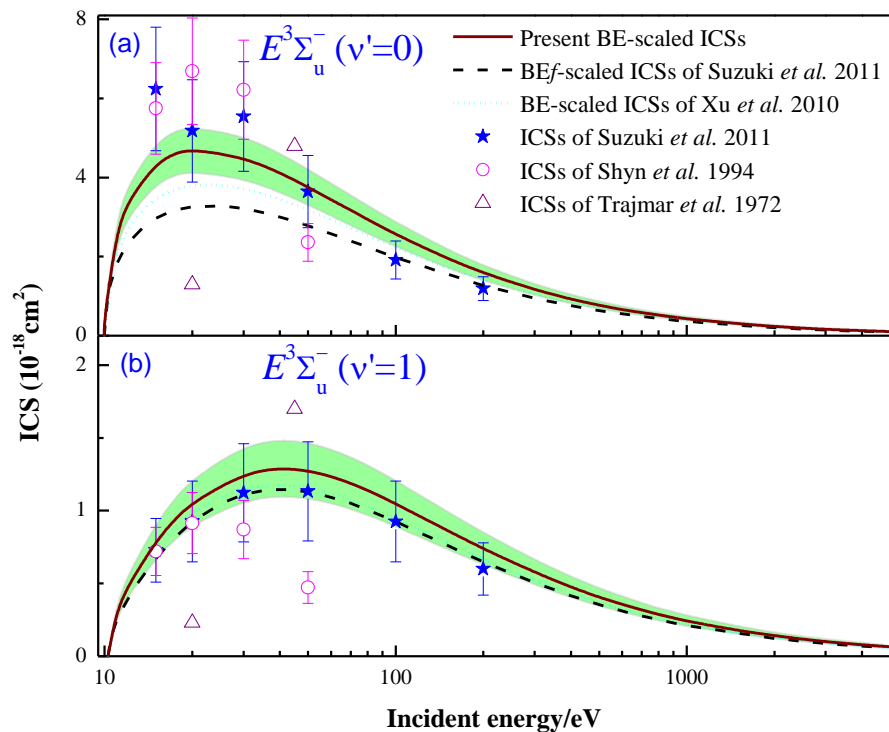 8
(a)
E³Σ⁻ᵤ (ν'=0)
Present BE-scaled ICSs
BEf-scaled ICSs of Suzuki et al. 2011
BE-scaled ICSs of Xu et al. 2010
ICSs of Suzuki et al. 2011
ICSs of Shyn et al. 1994
ICSs of Trajmar et al. 1972
4
0
(b)
E³Σ⁻ᵤ (ν'=1)
2
1
0
ICS (10⁻¹⁸cm²)
10
100
1000
Incident energy/eV